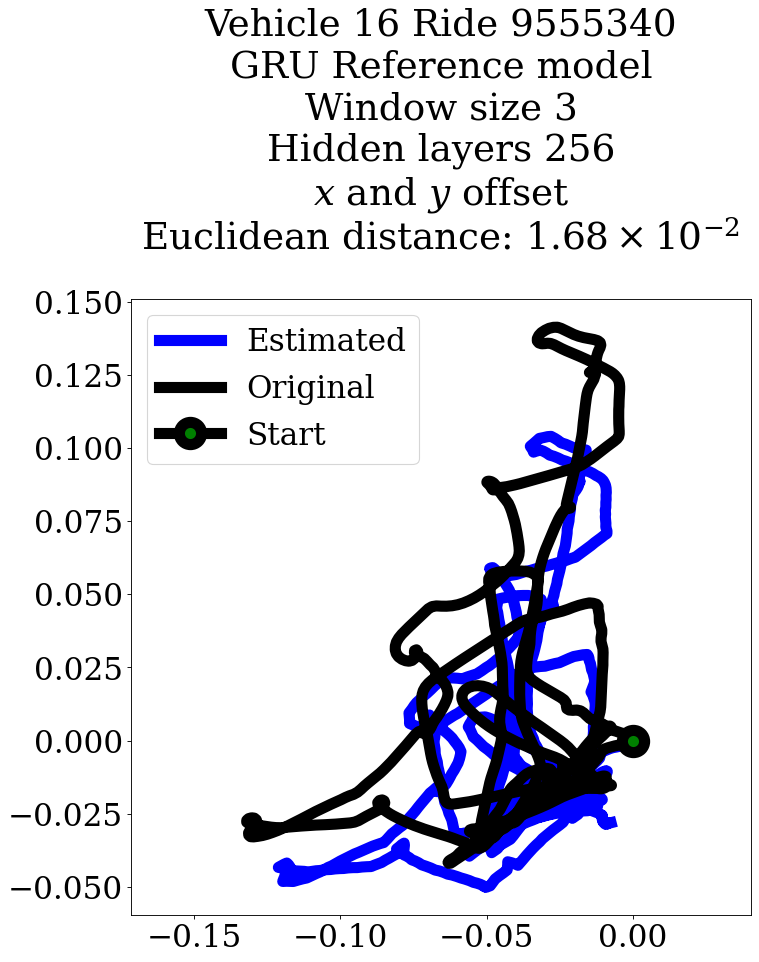 Vehicle 16 Ride 9555340
GRU Reference model
Window size 3
Hidden layers 256
x and y offset
Euclidean distance: 1.68 × 10⁻²
0.150
0.125
0.100
0.075
0.050
0.025
0.000
−0.025
−0.050
Estimated
Original
Start
−0.15 −0.10 −0.05 0.00